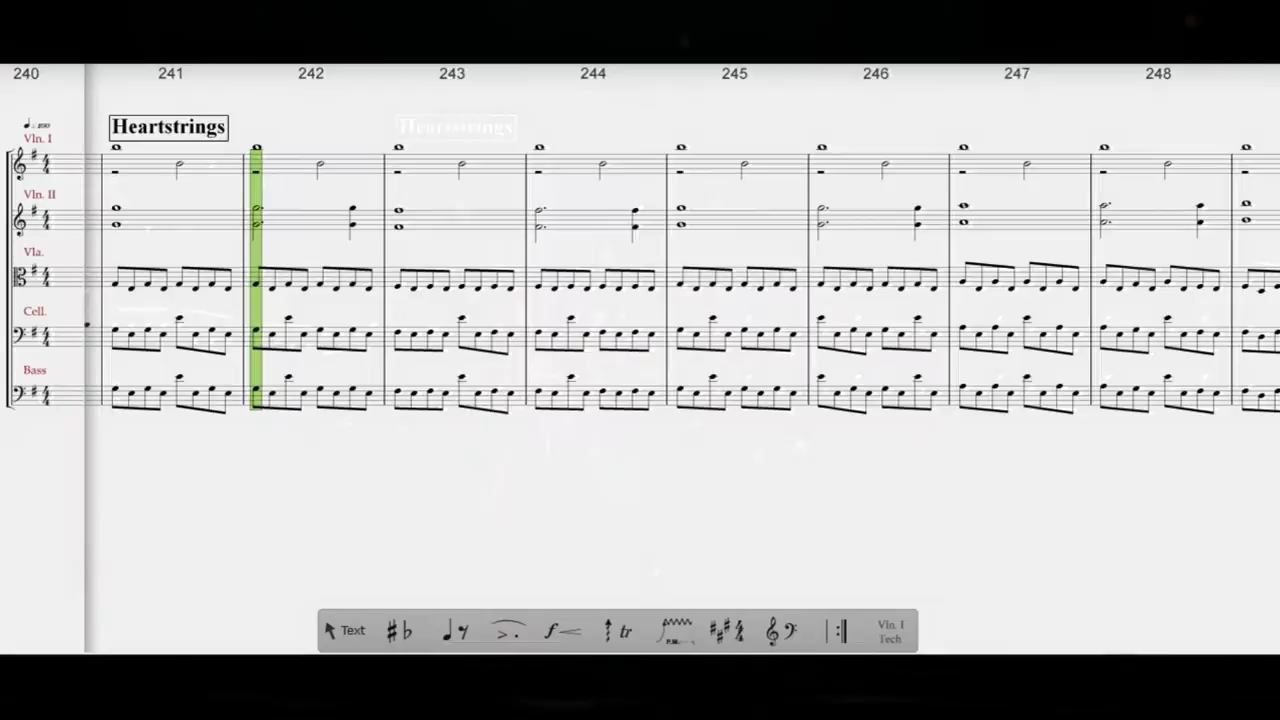 240 241 242 243 244 245 246 247 248
Heartstrings Heartstrings
Vln. I
Vln. II
Vla.
Cell.
Bass
Text
Vln. I
Tech